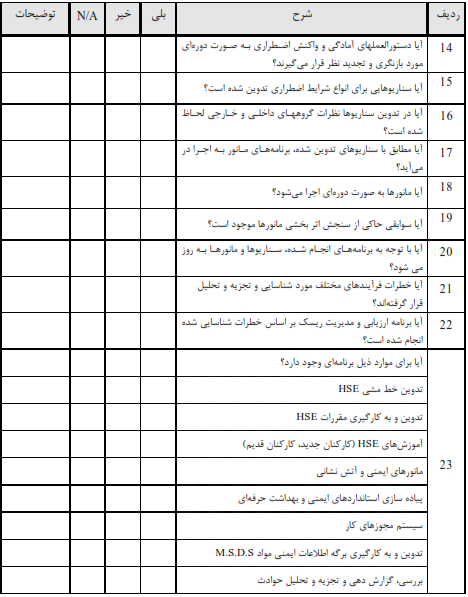 ردیف شرح بلی خیر N/A توضیحات
14 آیا دستورالعملهای آمادگی و واکنش اضطراری به صورت دوره‌ای
مورد بازنگری و تجدید نظر قرار می‌گیرند؟
15 آیا سناریوهایی برای انواع شرایط اضطراری تدوین شده است؟
16 آیا در تدوین سناریوها نظرات گروههای داخلی و خارجی لحاظ
شده است؟
17 آیا مطابق با سناریوهای تدوین شده، برنامه‌های مانور به اجرا در
می‌آید؟
18 آیا مانورها به صورت دوره‌ای اجرا می‌شود؟
19 آیا سوابقی حاکی از سنجش اثر بخشی مانورها موجود است؟
20 آیا با توجه به برنامه‌های انجام شده، سناریوها و مانورها به روز
می شود؟
21 آیا خطرات فرآیندهای مختلف مورد شناسایی و تجزیه و تحلیل
قرار گرفته‌اند؟
22 آیا برنامه ارزیابی و مدیریت ریسک بر اساس خطرات شناسایی شده
انجام شده است؟
23 آیا برای موارد ذیل برنامه‌ای وجود دارد؟
تدوین خط مشی HSE
تدوین و به کارگیری مقررات HSE
آموزش‌های HSE (کارکنان جدید، کارکنان قدیم)
مانورهای ایمنی و آتش نشانی
پیاده سازی استانداردهای ایمنی و بهداشت حرفه‌ای
سیستم مجوزهای کار
تدوین و به کارگیری برگه اطلاعات ایمنی مواد M.S.D.S
بررسی، گزارش دهی و تجزیه و تحلیل حوادث